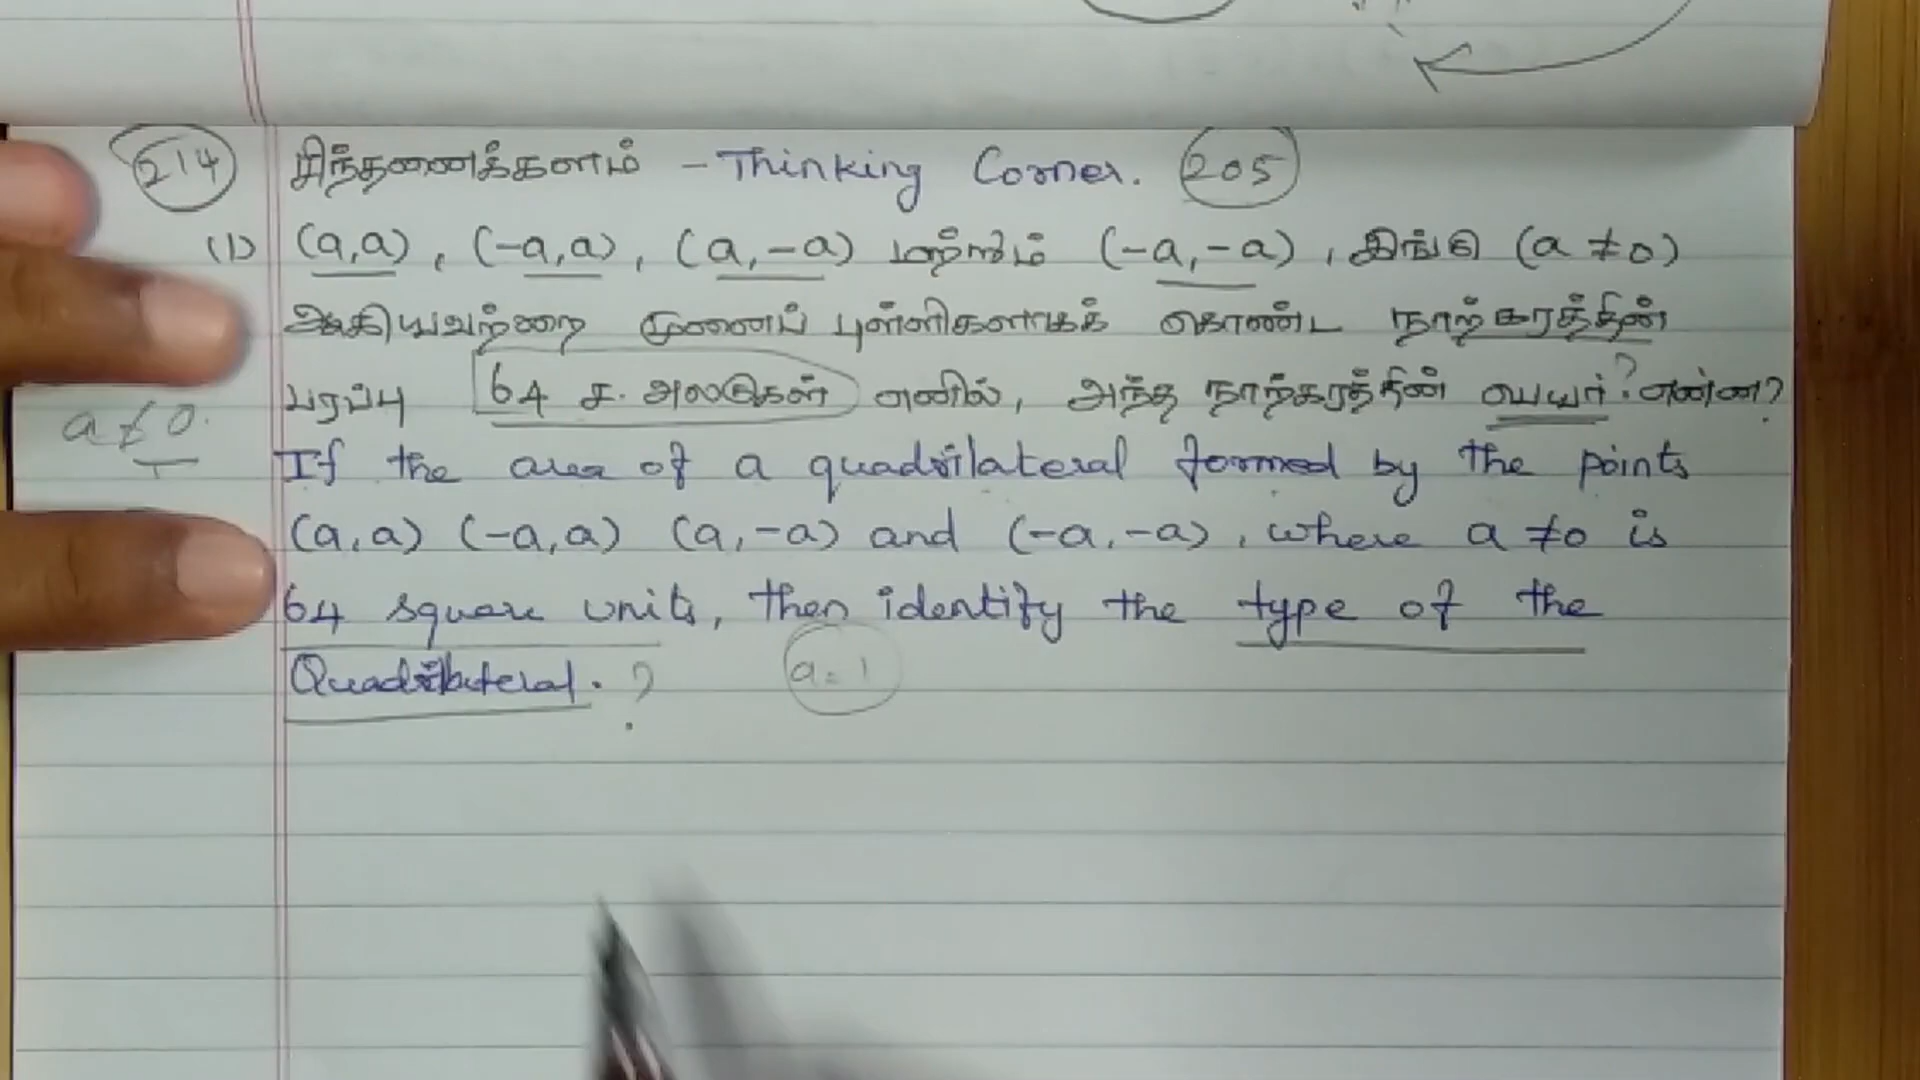 214 சிந்தனைக்களம் - Thinking Corner. 205
(1) (a,a), (-a,a), (a,-a) மற்றும் (-a,-a), இங்கு (a ≠ 0)
ஆகியவற்றை முனைப் புள்ளிகளாகக் கொண்ட நாற்கரத்தின்
பரப்பு 64 ச. அலகுகள் எனில், அந்த நாற்கரத்தின் பெயர்? என்ன?
a ≠ 0.
If the area of a quadrilateral formed by the points
(a,a) (-a,a) (a,-a) and (-a,-a), where a ≠ 0 is
64 square units, then identify the type of the
Quadrilateral. ? a = 1